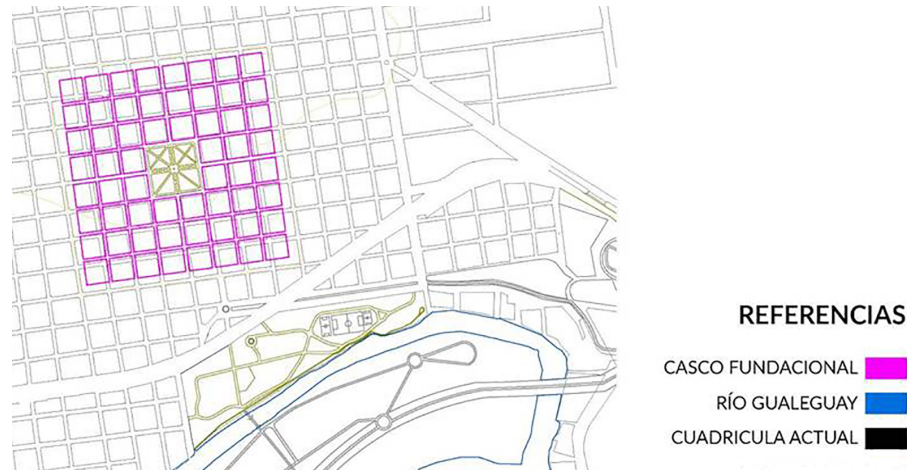 REFERENCIAS
CASCO FUNDACIONAL
RÍO GUALEGUAY
CUADRICULA ACTUAL